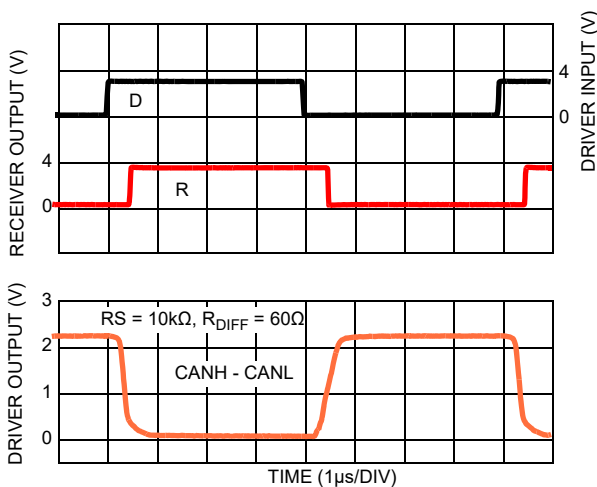 RECEIVER OUTPUT (V)
4
0
D
R
4
0
DRIVER INPUT (V)
DRIVER OUTPUT (V)
3
2
1
0
RS = 10kΩ, RDIFF = 60Ω
CANH - CANL
TIME (1µs/DIV)